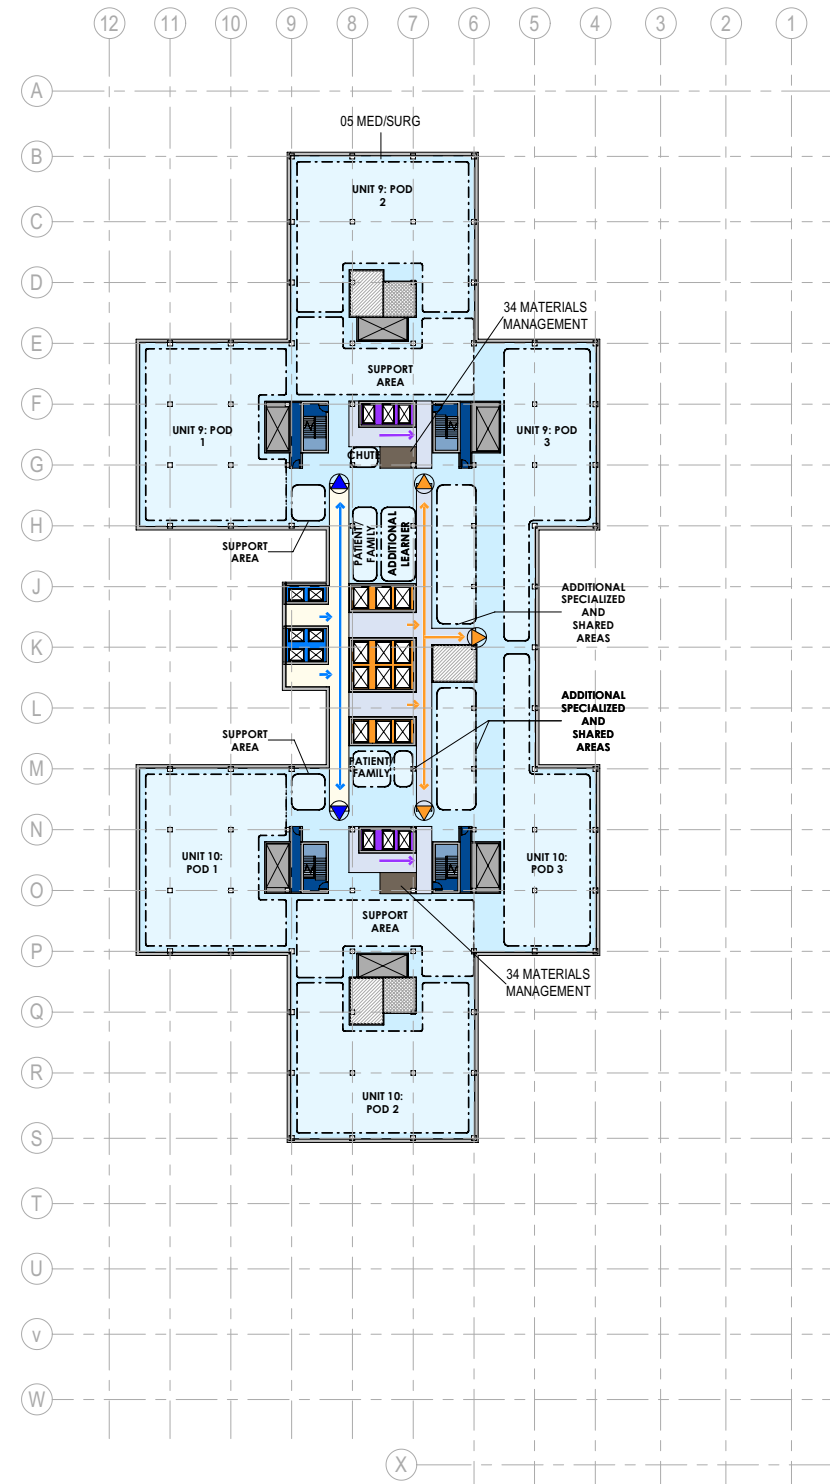 12
11
10
9
8
7
6
5
4
3
2
1
A
05 MED/SURG
B
UNIT 9: POD
2
C
D
34 MATERIALS
MANAGEMENT
E
SUPPORT
AREA
F
UNIT 9: POD
1
UNIT 9: POD
3
CHUTE
G
H
PATIENT/
FAMILY
ADDITIONAL
LEARNER
SUPPORT
AREA
J
ADDITIONAL
SPECIALIZED
AND
SHARED
AREAS
K
L
ADDITIONAL
SPECIALIZED
AND
SHARED
AREAS
SUPPORT
AREA
M
PATIENT/
FAMILY
N
UNIT 10:
POD 1
UNIT 10:
POD 3
O
SUPPORT
AREA
P
34 MATERIALS
MANAGEMENT
Q
R
UNIT 10:
POD 2
S
T
U
v
W
X